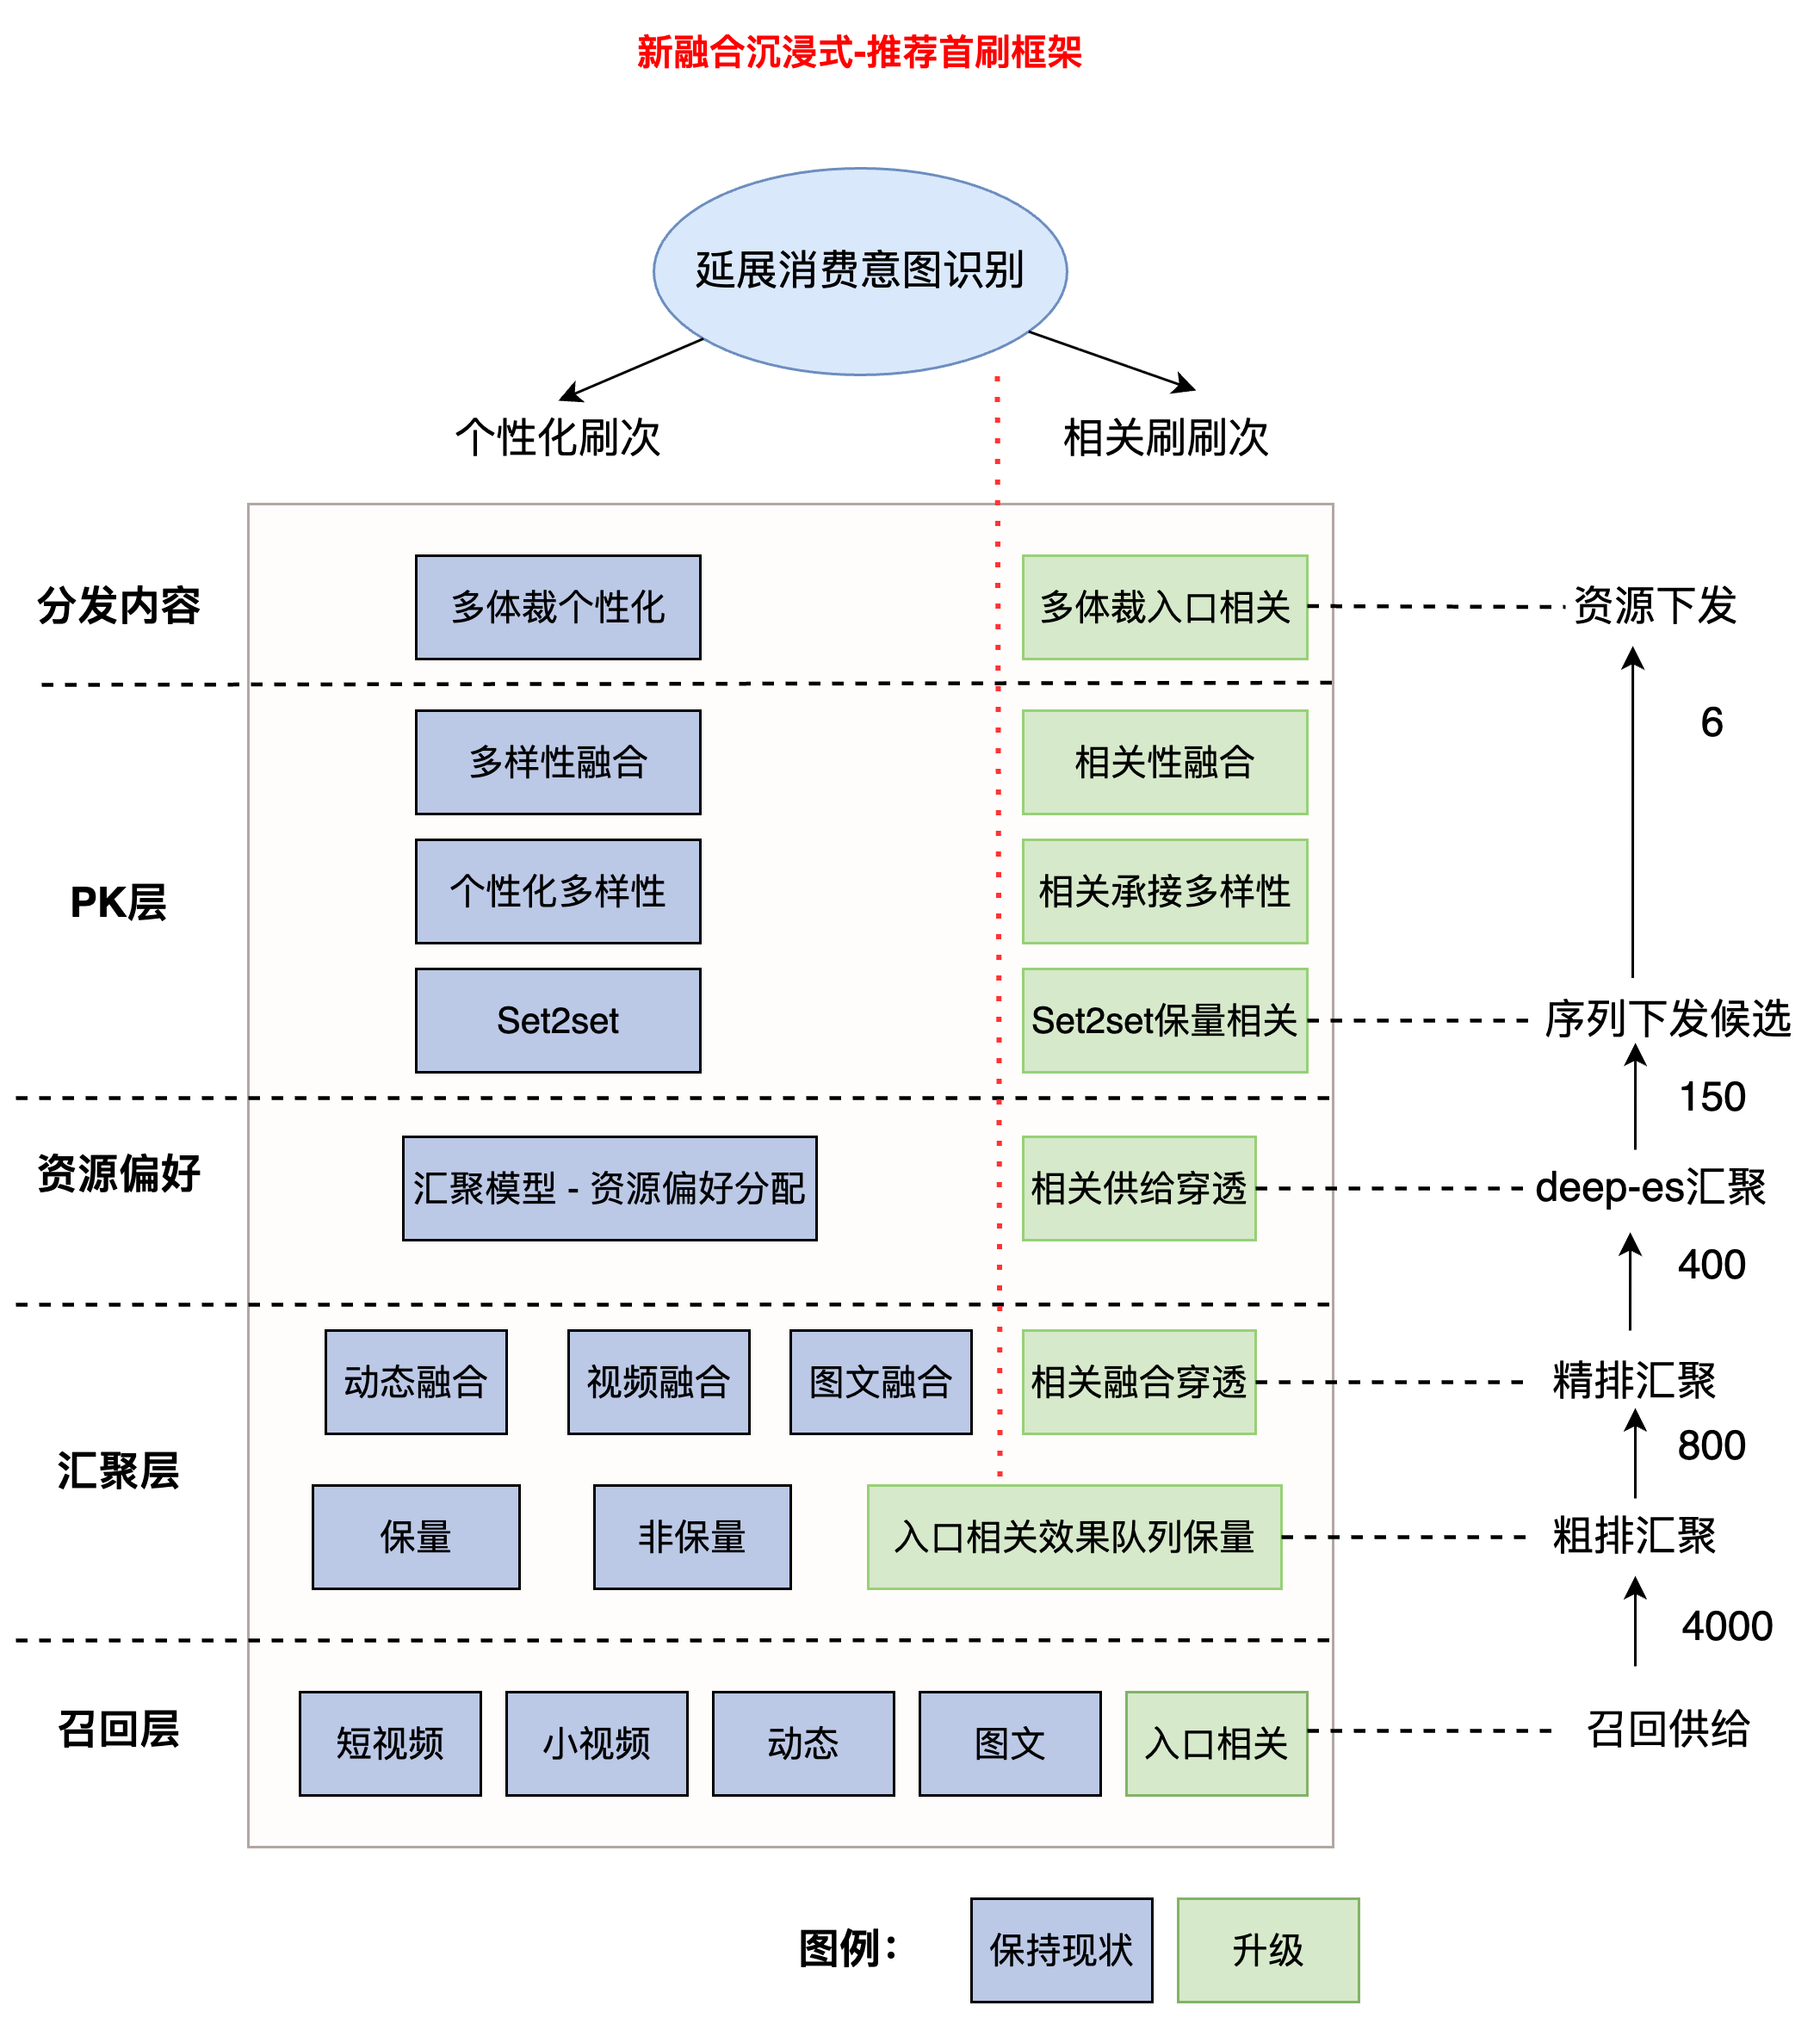 新融合沉浸式-推荐首刷框架
延展消费意图识别
个性化刷次
相关刷刷次
分发内容
多体裁个性化
多体裁入口相关
资源下发
6
多样性融合
相关性融合
PK层
个性化多样性
相关承接多样性
Set2set
Set2set保量相关
序列下发候选
150
资源偏好
汇聚模型 - 资源偏好分配
相关供给穿透
deep-es汇聚
400
动态融合
视频融合
图文融合
相关融合穿透
精排汇聚
汇聚层
800
保量
非保量
入口相关效果队列保量
粗排汇聚
4000
召回层
短视频
小视频
动态
图文
入口相关
召回供给
图例：
保持现状
升级